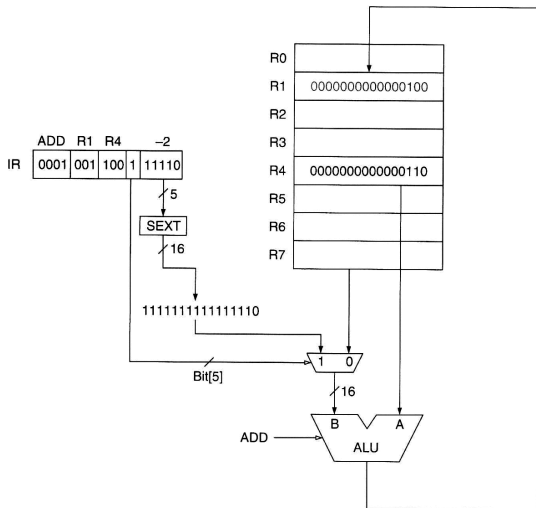 R0
R1 0000000000000100
R2
R3
R4 0000000000000110
R5
R6
R7
ADD R1 R4 –2
IR 0001 001 100 1 11110
5
SEXT
16
1111111111111110
1 0
Bit[5]
16
B A
ADD
ALU